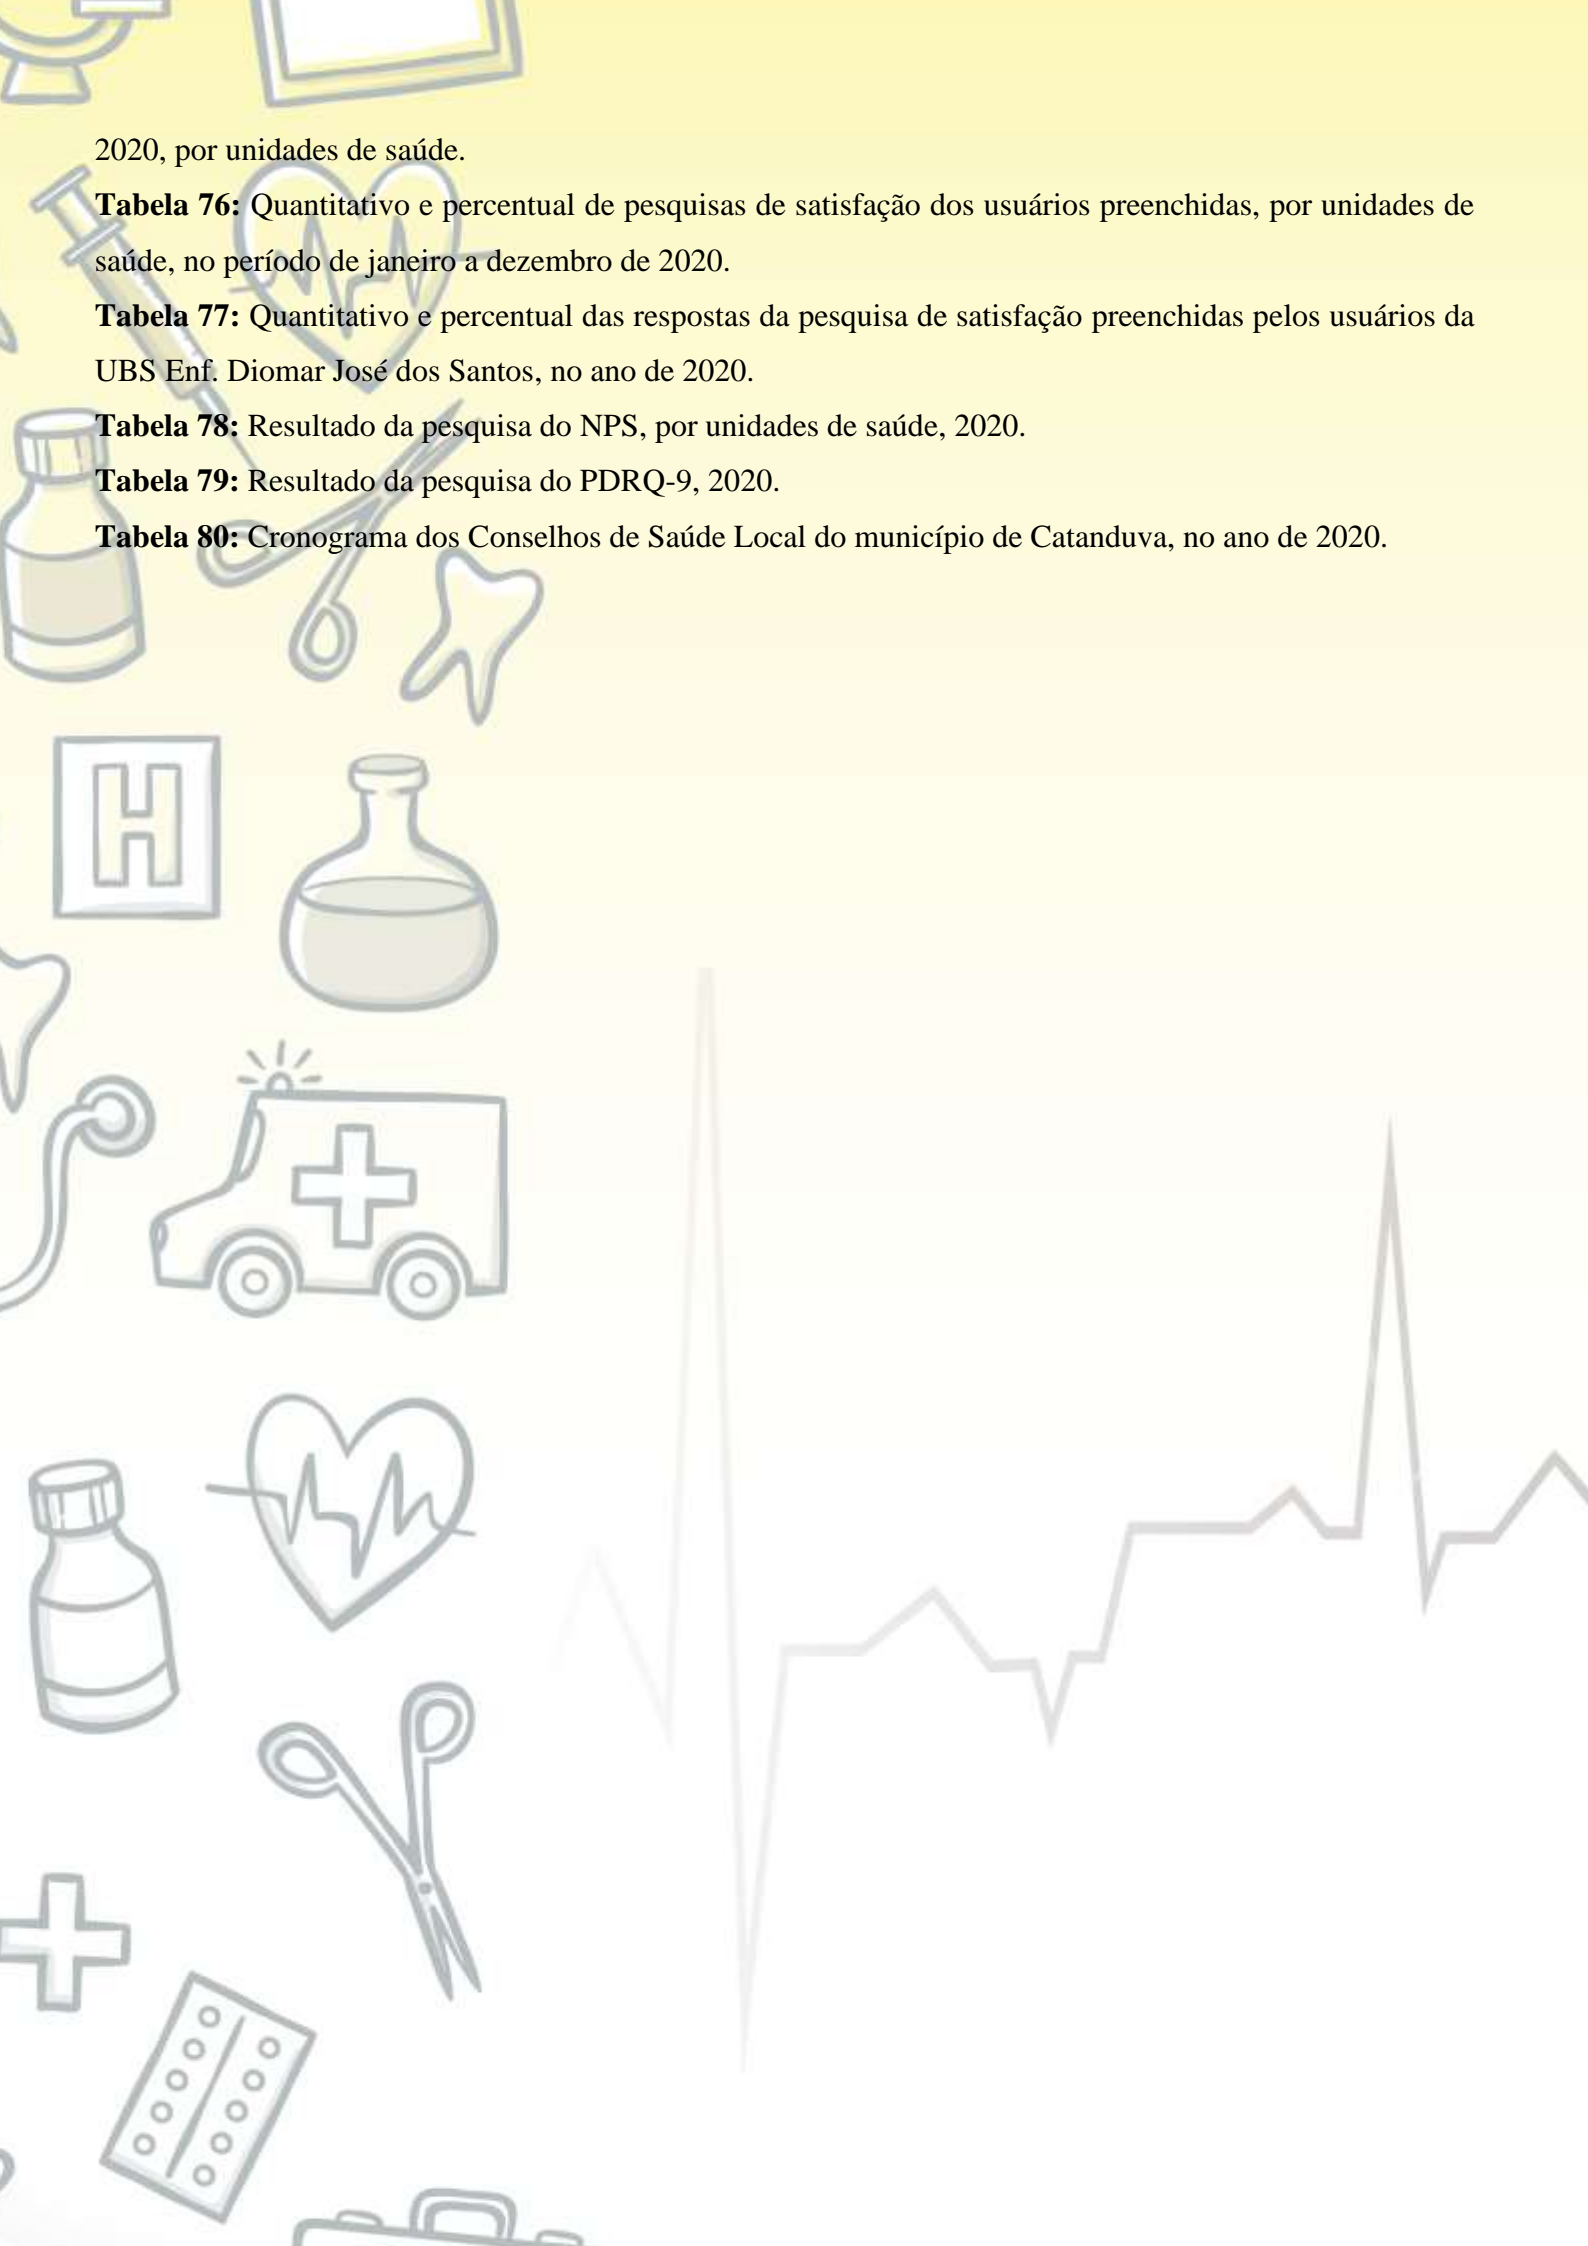 2020, por unidades de saúde.
Tabela 76: Quantitativo e percentual de pesquisas de satisfação dos usuários preenchidas, por unidades de
saúde, no período de janeiro a dezembro de 2020.
Tabela 77: Quantitativo e percentual das respostas da pesquisa de satisfação preenchidas pelos usuários da
UBS Enf. Diomar José dos Santos, no ano de 2020.
Tabela 78: Resultado da pesquisa do NPS, por unidades de saúde, 2020.
Tabela 79: Resultado da pesquisa do PDRQ-9, 2020.
Tabela 80: Cronograma dos Conselhos de Saúde Local do município de Catanduva, no ano de 2020.
H